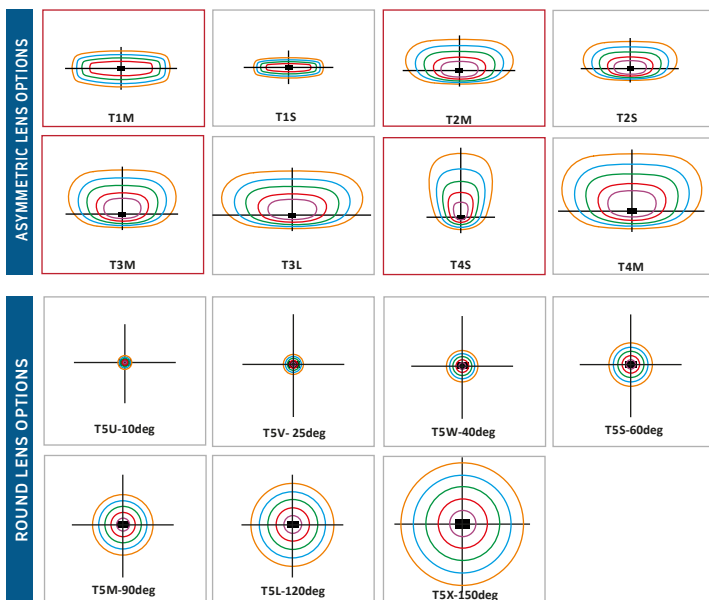 ASYMMETRIC LENS OPTIONS
T1M
T1S
T2M
T2S
T3M
T3L
T4S
T4M
ROUND LENS OPTIONS
T5U-10deg
T5V- 25deg
T5W-40deg
T5S-60deg
T5M-90deg
T5L-120deg
T5X-150deg